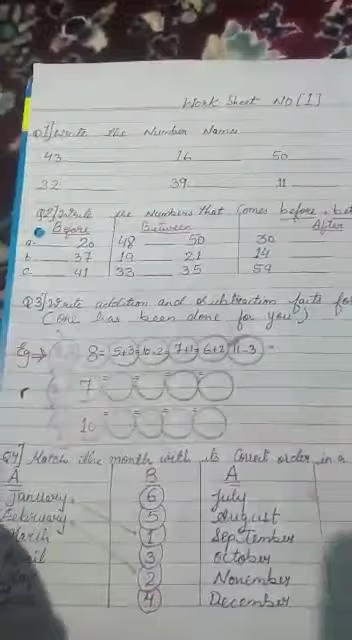 Work Sheet NO [1]
Q1] Write the Number Name
43 16 50
32 39 11
Q2] Write the Numbers that comes before, bet
Before Between After
a. 20 48 50 30
b. 37 19 21 14
c. 41 33 35 59
Q3] Write addition and subtraction facts for
(one has been done for you)
Eg → 8 = 5+3 = 10-2 = 7+1 = 6+2 = 11-3 =
7 = = = =
10 = = = =
Q4] Match the month with its Correct order in a
A B A
January. 6 July
February. 5 August
March 1 September
3 October
2 November
4 December